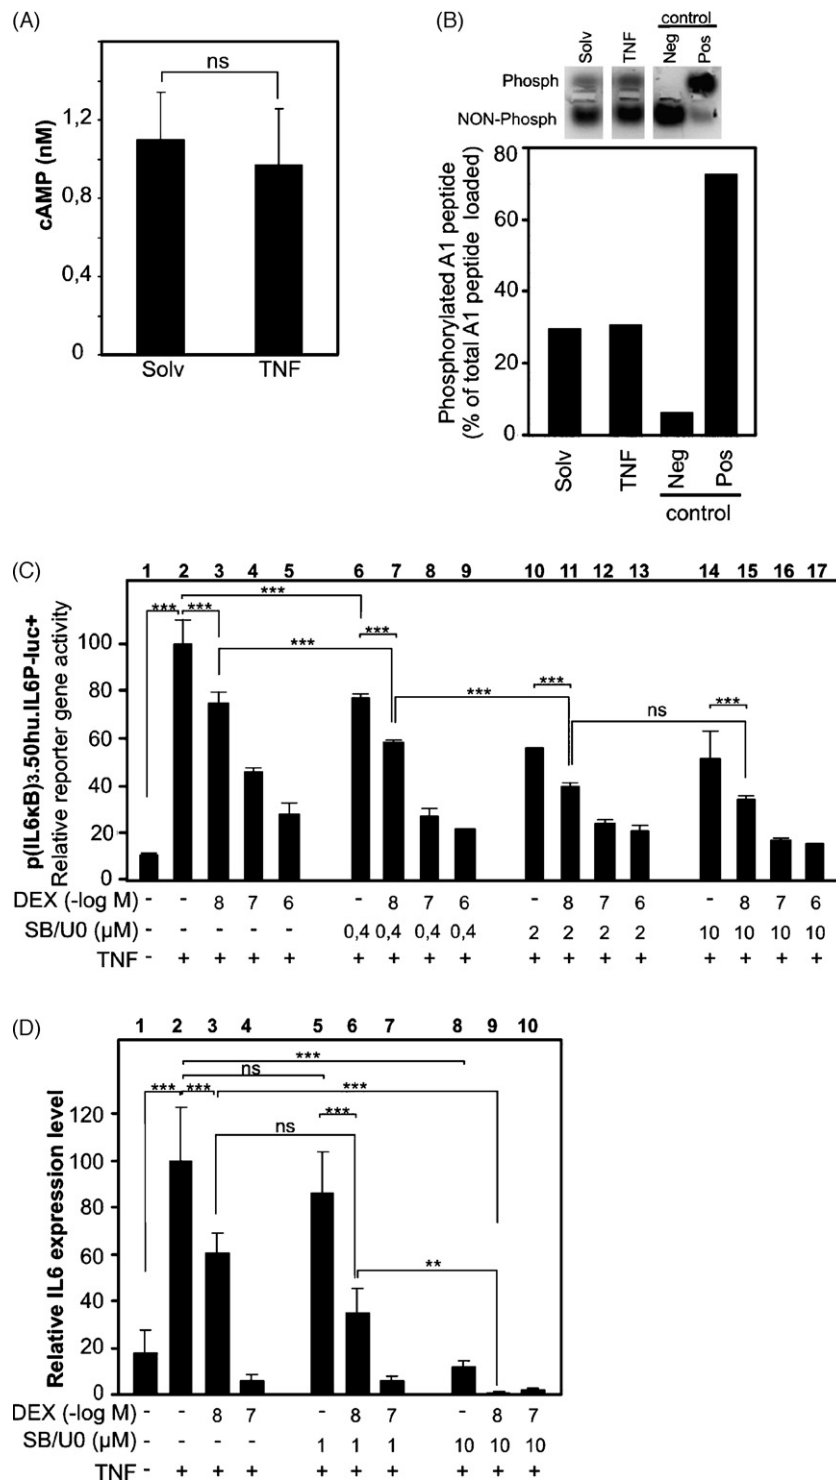 (A)
ns
1,2
0,8
0,4
0
cAMP (nM)
Solv TNF
(B)
control
Solv TNF Neg Pos
Phosph
NON-Phosph
80
60
40
20
0
Phosphorylated A1 peptide
(% of total A1 peptide loaded)
Solv TNF Neg Pos
control
(C)
1 2 3 4 5 6 7 8 9 10 11 12 13 14 15 16 17
***
*** *** ***
*** *** ***
*** ns
100
80
60
40
20
0
p(IL6κB)3.50hu.IL6P-luc+
Relative reporter gene activity
DEX (-log M) - - 8 7 6 - 8 7 6 - 8 7 6 - 8 7 6
SB/U0 (µM) - - - - - 0,4 0,4 0,4 0,4 2 2 2 2 10 10 10 10
TNF - + + + + + + + + + + + + + + + +
(D)
1 2 3 4 5 6 7 8 9 10
***
ns
*** *** ***
***
ns
**
120
100
80
60
40
20
0
Relative IL6 expression level
DEX (-log M) - - 8 7 - 8 7 - 8 7
SB/U0 (µM) - - - - 1 1 1 10 10 10
TNF - + + + + + + + + +